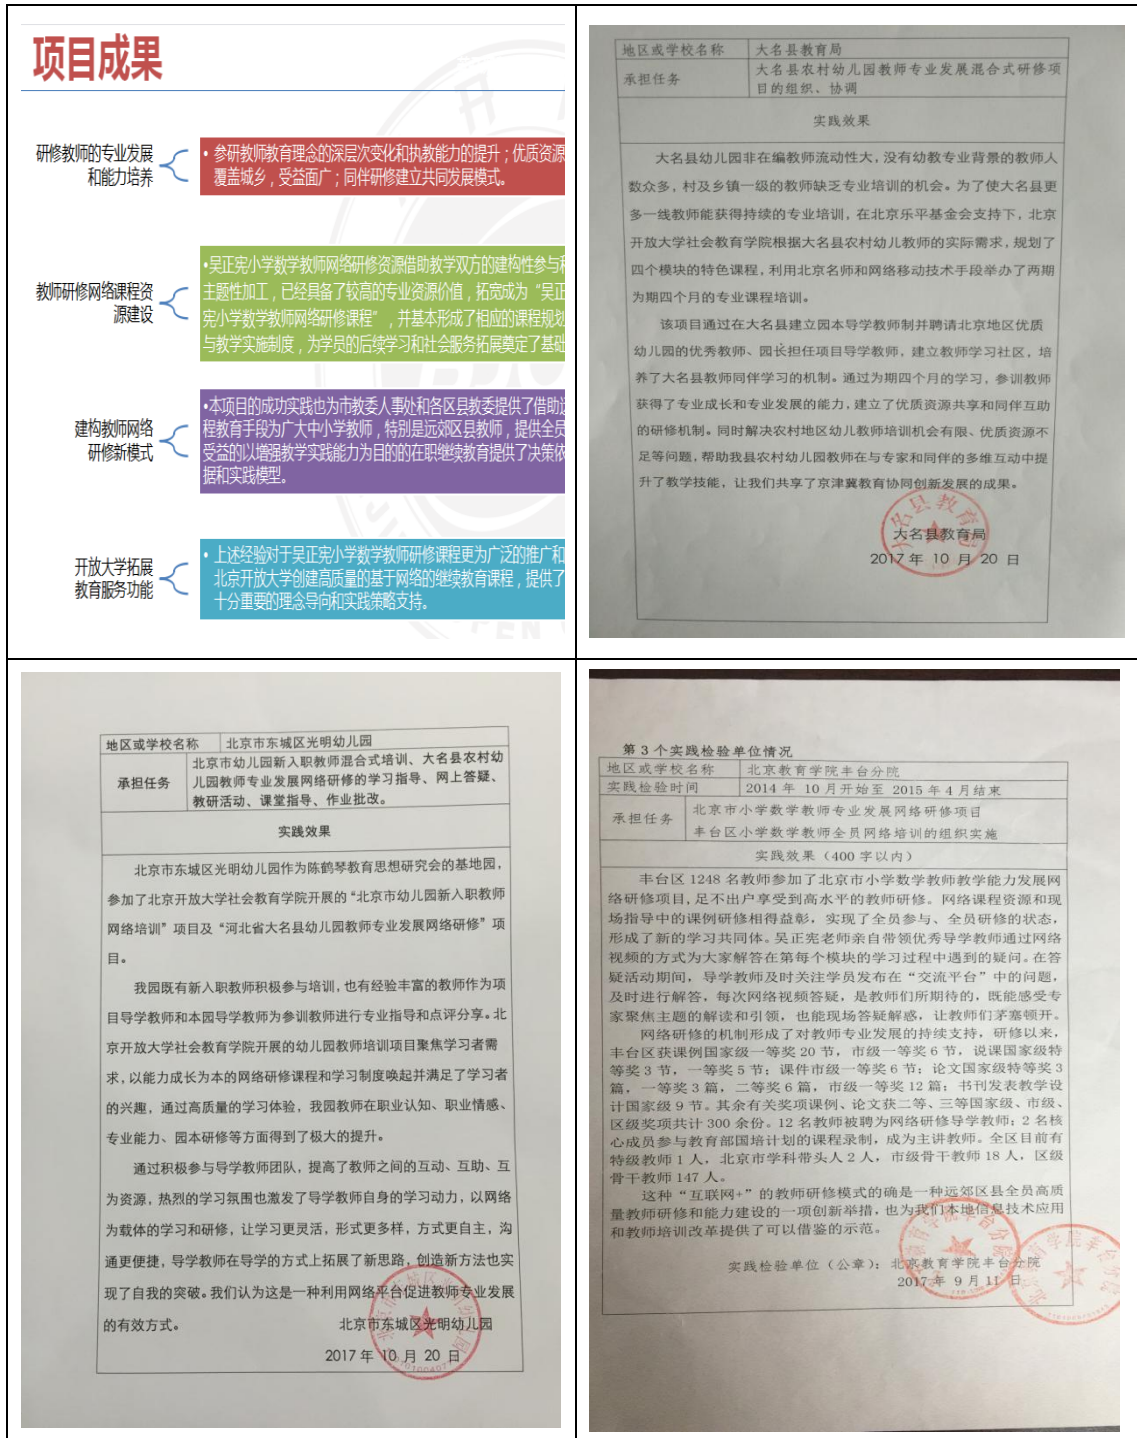 项目成果
研修教师的专业发展
和能力培养
• 参研教师教育理念的深层次变化和执教能力的提升；优质资源
覆盖城乡，受益面广；同伴研修建立共同发展模式。
教师研修网络课程资
源建设
•吴正宪小学数学教师网络研修资源借助教学双方的建构性参与和
主题性加工，已经具备了较高的专业资源价值，拓宽成为“吴正
宪小学数学教师网络研修课程”，并基本形成了相应的课程规划
与教学实施制度，为学员的后续学习和社会服务拓展奠定了基础
建构教师网络
研修新模式
•本项目的成功实践也为市教委人事处和各区县教委提供了借助远
程教育手段为广大中小学教师，特别是远郊区县教师，提供全员
受益的以增强教学实践能力为目的的在职继续教育提供了决策依
据和实践模型。
开放大学拓展
教育服务功能
• 上述经验对于吴正宪小学数学教师研修课程更为广泛的推广和
北京开放大学创建高质量的基于网络的继续教育课程，提供了
十分重要的理念导向和实践策略支持。
地区或学校名称 大名县教育局
承担任务
大名县农村幼儿园教师专业发展混合式研修项
目的组织、协调
实践效果
大名县幼儿园非在编教师流动性大，没有幼教专业背景的教师人
数众多，村及乡镇一级的教师缺乏专业培训的机会。为了使大名县更
多一线教师能获得持续的专业培训，在北京乐平基金会支持下，北京
开放大学社会教育学院根据大名县农村幼儿教师的实际需求，规划了
四个模块的特色课程，利用北京名师和网络移动技术手段举办了两期
为期四个月的专业课程培训。
该项目通过在大名县建立园本导学教师制并聘请北京地区优质
幼儿园的优秀教师、园长担任项目导学教师，建立教师学习社区，培
养了大名县教师同伴学习的机制。通过为期四个月的学习，参训教师
获得了专业成长和专业发展的能力，建立了优质资源共享和同伴互助
的研修机制。同时解决农村地区幼儿教师培训机会有限、优质资源不
足等问题，帮助我县农村幼儿园教师在与专家和同伴的多维互动中提
升了教学技能，让我们共享了京津冀教育协同创新发展的成果。
大名县教育局
大名县教育局
2017 年 10 月 20 日
地区或学校名称 北京市东城区光明幼儿园
承担任务
北京市幼儿园新入职教师混合式培训、大名县农村幼
儿园教师专业发展网络研修的学习指导、网上答疑、
教研活动、课堂指导、作业批改。
实践效果
北京市东城区光明幼儿园作为陈鹤琴教育思想研究会的基地园，
参加了北京开放大学社会教育学院开展的“北京市幼儿园新入职教师
网络培训”项目及“河北省大名县幼儿园教师专业发展网络研修”项
目。
我园既有新入职教师积极参与培训，也有经验丰富的教师作为项
目导学教师和本园导学教师为参训教师进行专业指导和点评分享。北
京开放大学社会教育学院开展的幼儿园教师培训项目聚焦学习者需
求，以能力成长为本的网络研修课程和学习制度唤起并满足了学习者
的兴趣，通过高质量的学习体验，我园教师在职业认知、职业情感、
专业能力、园本研修等方面得到了极大的提升。
通过积极参与导学教师团队，提高了教师之间的互动、互助、互
为资源，热烈的学习氛围也激发了导学教师自身的学习动力，以网络
为载体的学习和研修，让学习更灵活，形式更多样，方式更自主，沟
通更便捷，导学教师在导学的方式上拓展了新思路，创造新方法也实
现了自我的突破。我们认为这是一种利用网络平台促进教师专业发展
的有效方式。
北京市东城区光明幼儿园
2017 年 10 月 20 日
第 3 个实践检验单位情况
地区或学校名称 北京教育学院丰台分院
实践检验时间 2014 年 10 月开始至 2015 年 4 月结束
承担任务
北京市小学数学教师专业发展网络研修项目
丰台区小学数学教师全员网络培训的组织实施
实践效果（400 字以内）
丰台区 1248 名教师参加了北京市小学数学教师教学能力发展网
络研修项目,足不出户享受到高水平的教师研修。网络课程资源和现
场指导中的课例研修相得益彰，实现了全员参与、全员研修的状态，
形成了新的学习共同体。吴正宪老师亲自带领优秀导学教师通过网络
视频的方式为大家解答在第每个模块的学习过程中遇到的疑问。在答
疑活动期间，导学教师及时关注学员发布在“交流平台”中的问题，
及时进行解答，每次网络视频答疑，是教师们所期待的，既能感受专
家聚焦主题的解读和引领，也能现场答疑解惑，让教师们茅塞顿开。
网络研修的机制形成了对教师专业发展的持续支持，研修以来，
丰台区获课例国家级一等奖 20 节，市级一等奖 6 节，说课国家级特
等奖 3 节，一等奖 5 节；课件市级一等奖 6 节；论文国家级特等奖 3
篇，一等奖 3 篇，二等奖 6 篇，市级一等奖 12 篇；书刊发表教学设
计国家级 9 节。其余有关奖项课例、论文获二等、三等国家级、市级、
区级奖项共计 300 余份。12 名教师被聘为网络研修导学教师；2 名核
心成员参与教育部国培计划的课程录制，成为主讲教师。全区目前有
特级教师 1 人，北京市学科带头人 2 人，市级骨干教师 18 人，区级
骨干教师 147 人。
这种“互联网+”的教师研修模式的确是一种远郊区县全员高质
量教师研修和能力建设的一项创新举措，也为我们本地信息技术应用
和教师培训改革提供了可以借鉴的示范。
实践检验单位（公章）：北京教育学院丰台分院
2017 年 9 月 11 日